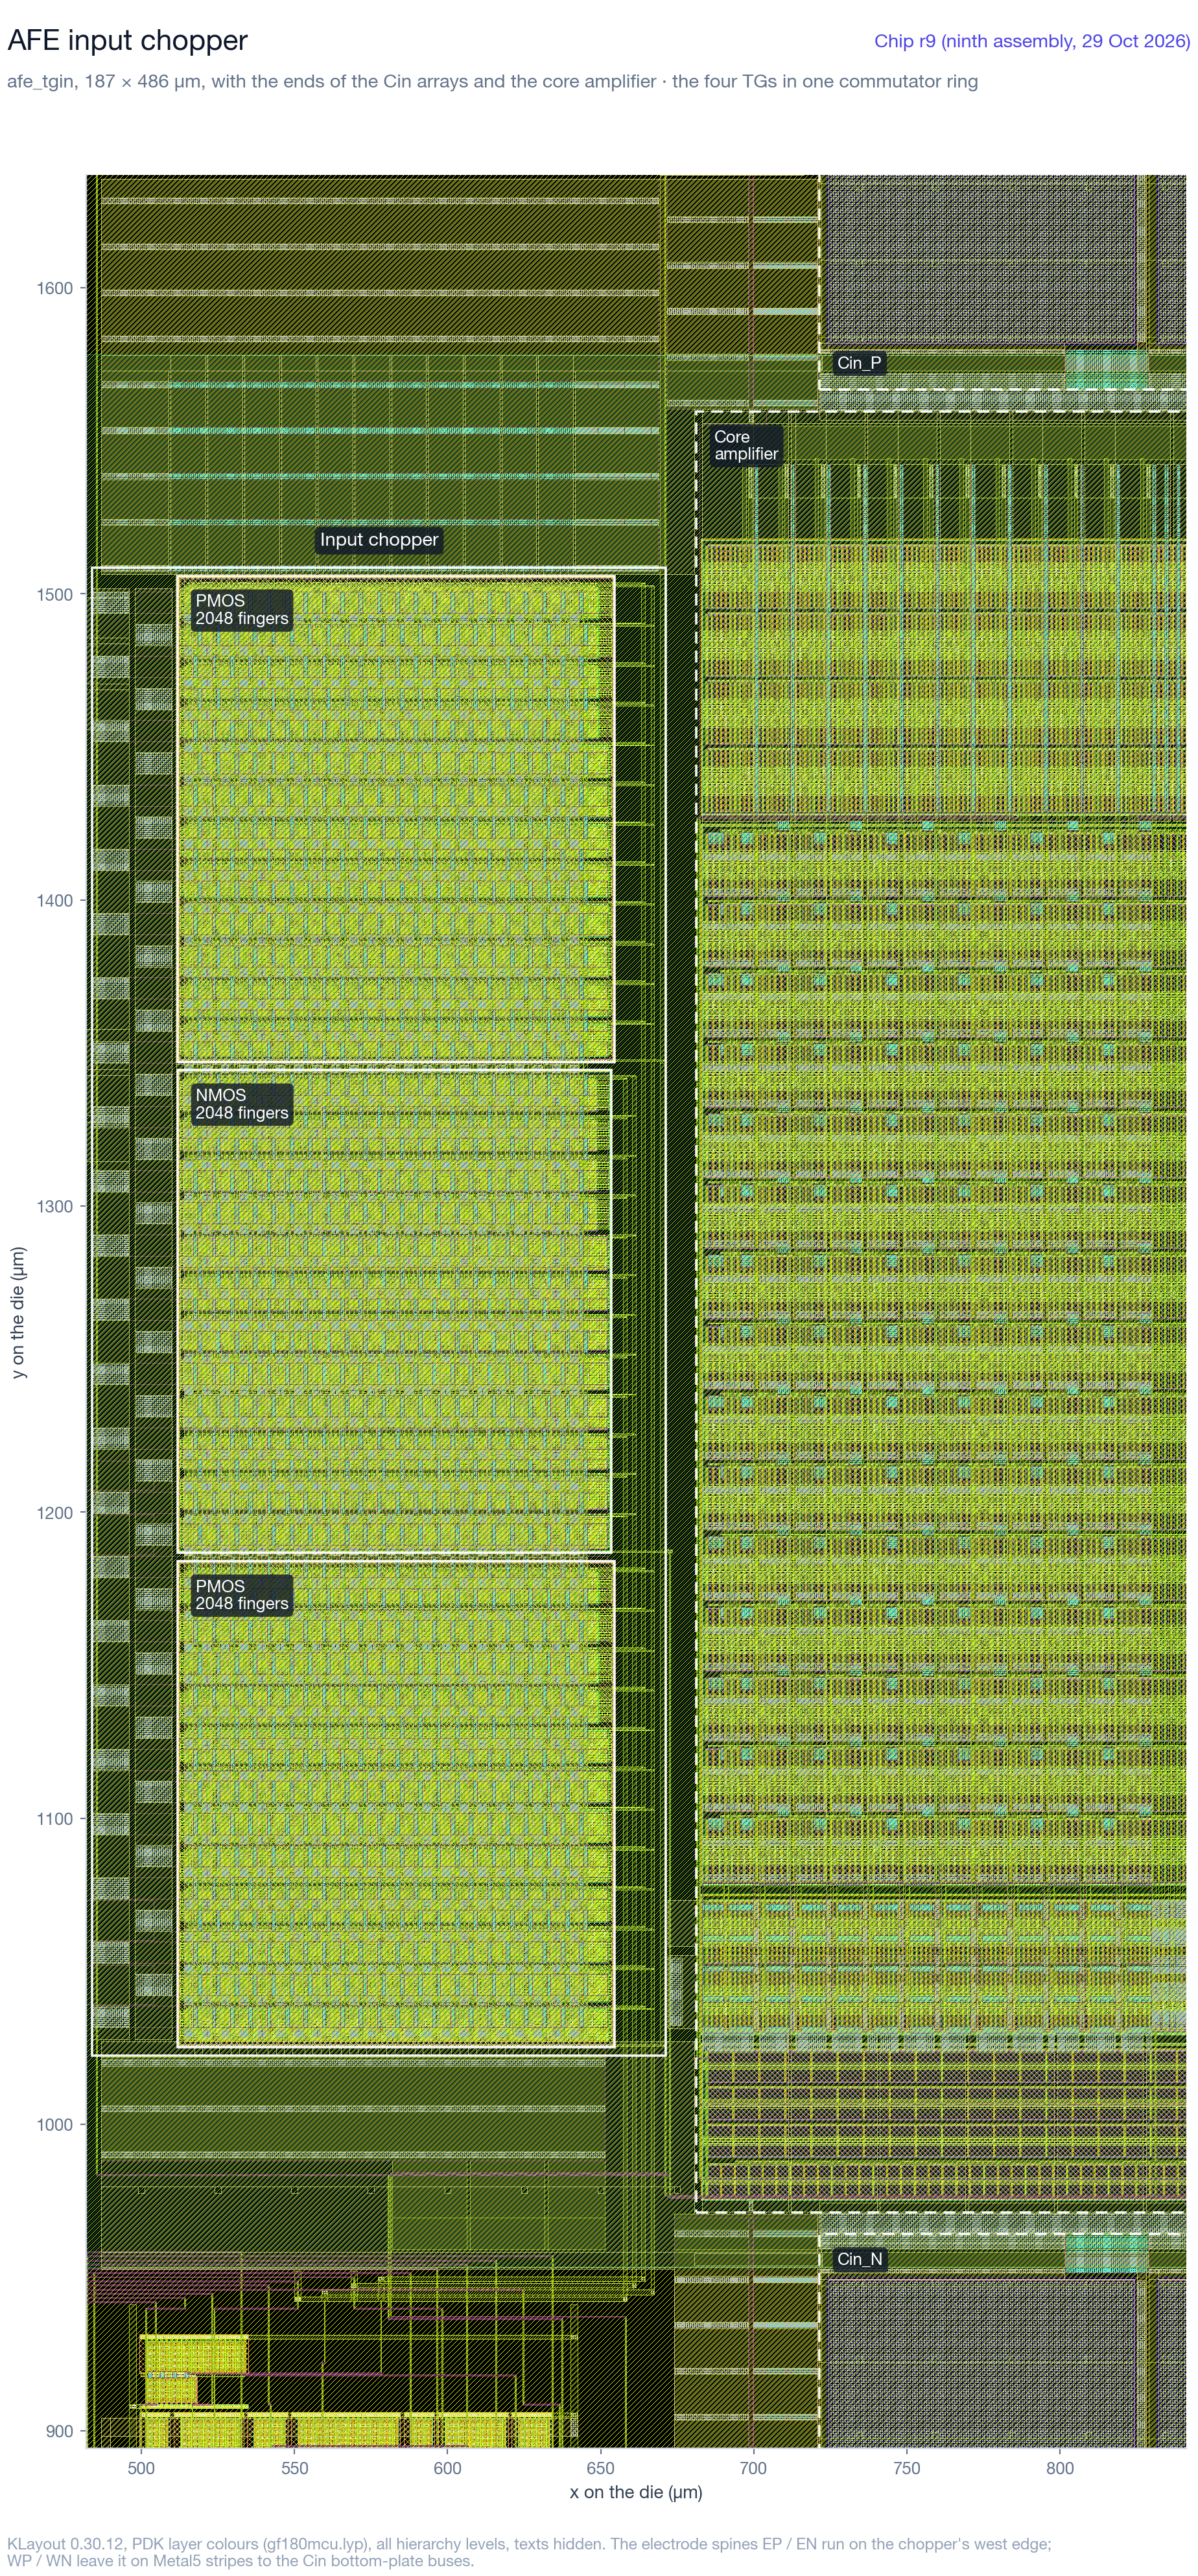 AFE input chopper
Chip r9 (ninth assembly, 29 Oct 2026)
afe_tgin, 187 × 486 µm, with the ends of the Cin arrays and the core amplifier · the four TGs in one commutator ring
1600
1500
1400
1300
1200
1100
1000
900
y on the die (µm)
Cin_P
Core
amplifier
Input chopper
PMOS
2048 fingers
NMOS
2048 fingers
PMOS
2048 fingers
Cin_N
500
550
600
650
700
750
800
x on the die (µm)
KLayout 0.30.12, PDK layer colours (gf180mcu.lyp), all hierarchy levels, texts hidden. The electrode spines EP / EN run on the chopper's west edge;
WP / WN leave it on Metal5 stripes to the Cin bottom-plate buses.